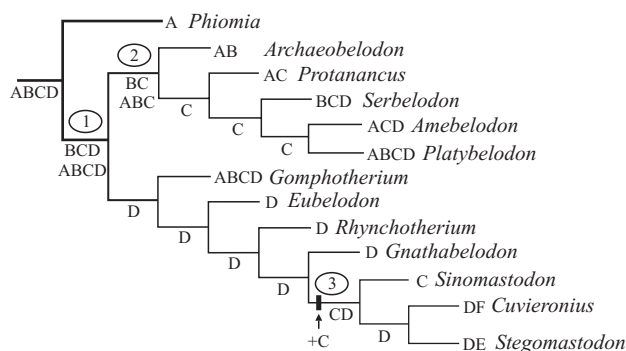 A Phiomia
2 AB Archaeobelodon
BC AC Protanancus
ABCD ABC
C BCD Serbelodon
1
C ACD Amebelodon
BCD C
ABCD ABCD Platybelodon
ABCD Gomphotherium
D D Eubelodon
D D Rhynchotherium
D D Gnathabelodon
D 3 C Sinomastodon
CD DF Cuvieronius
D
+C DE Stegomastodon